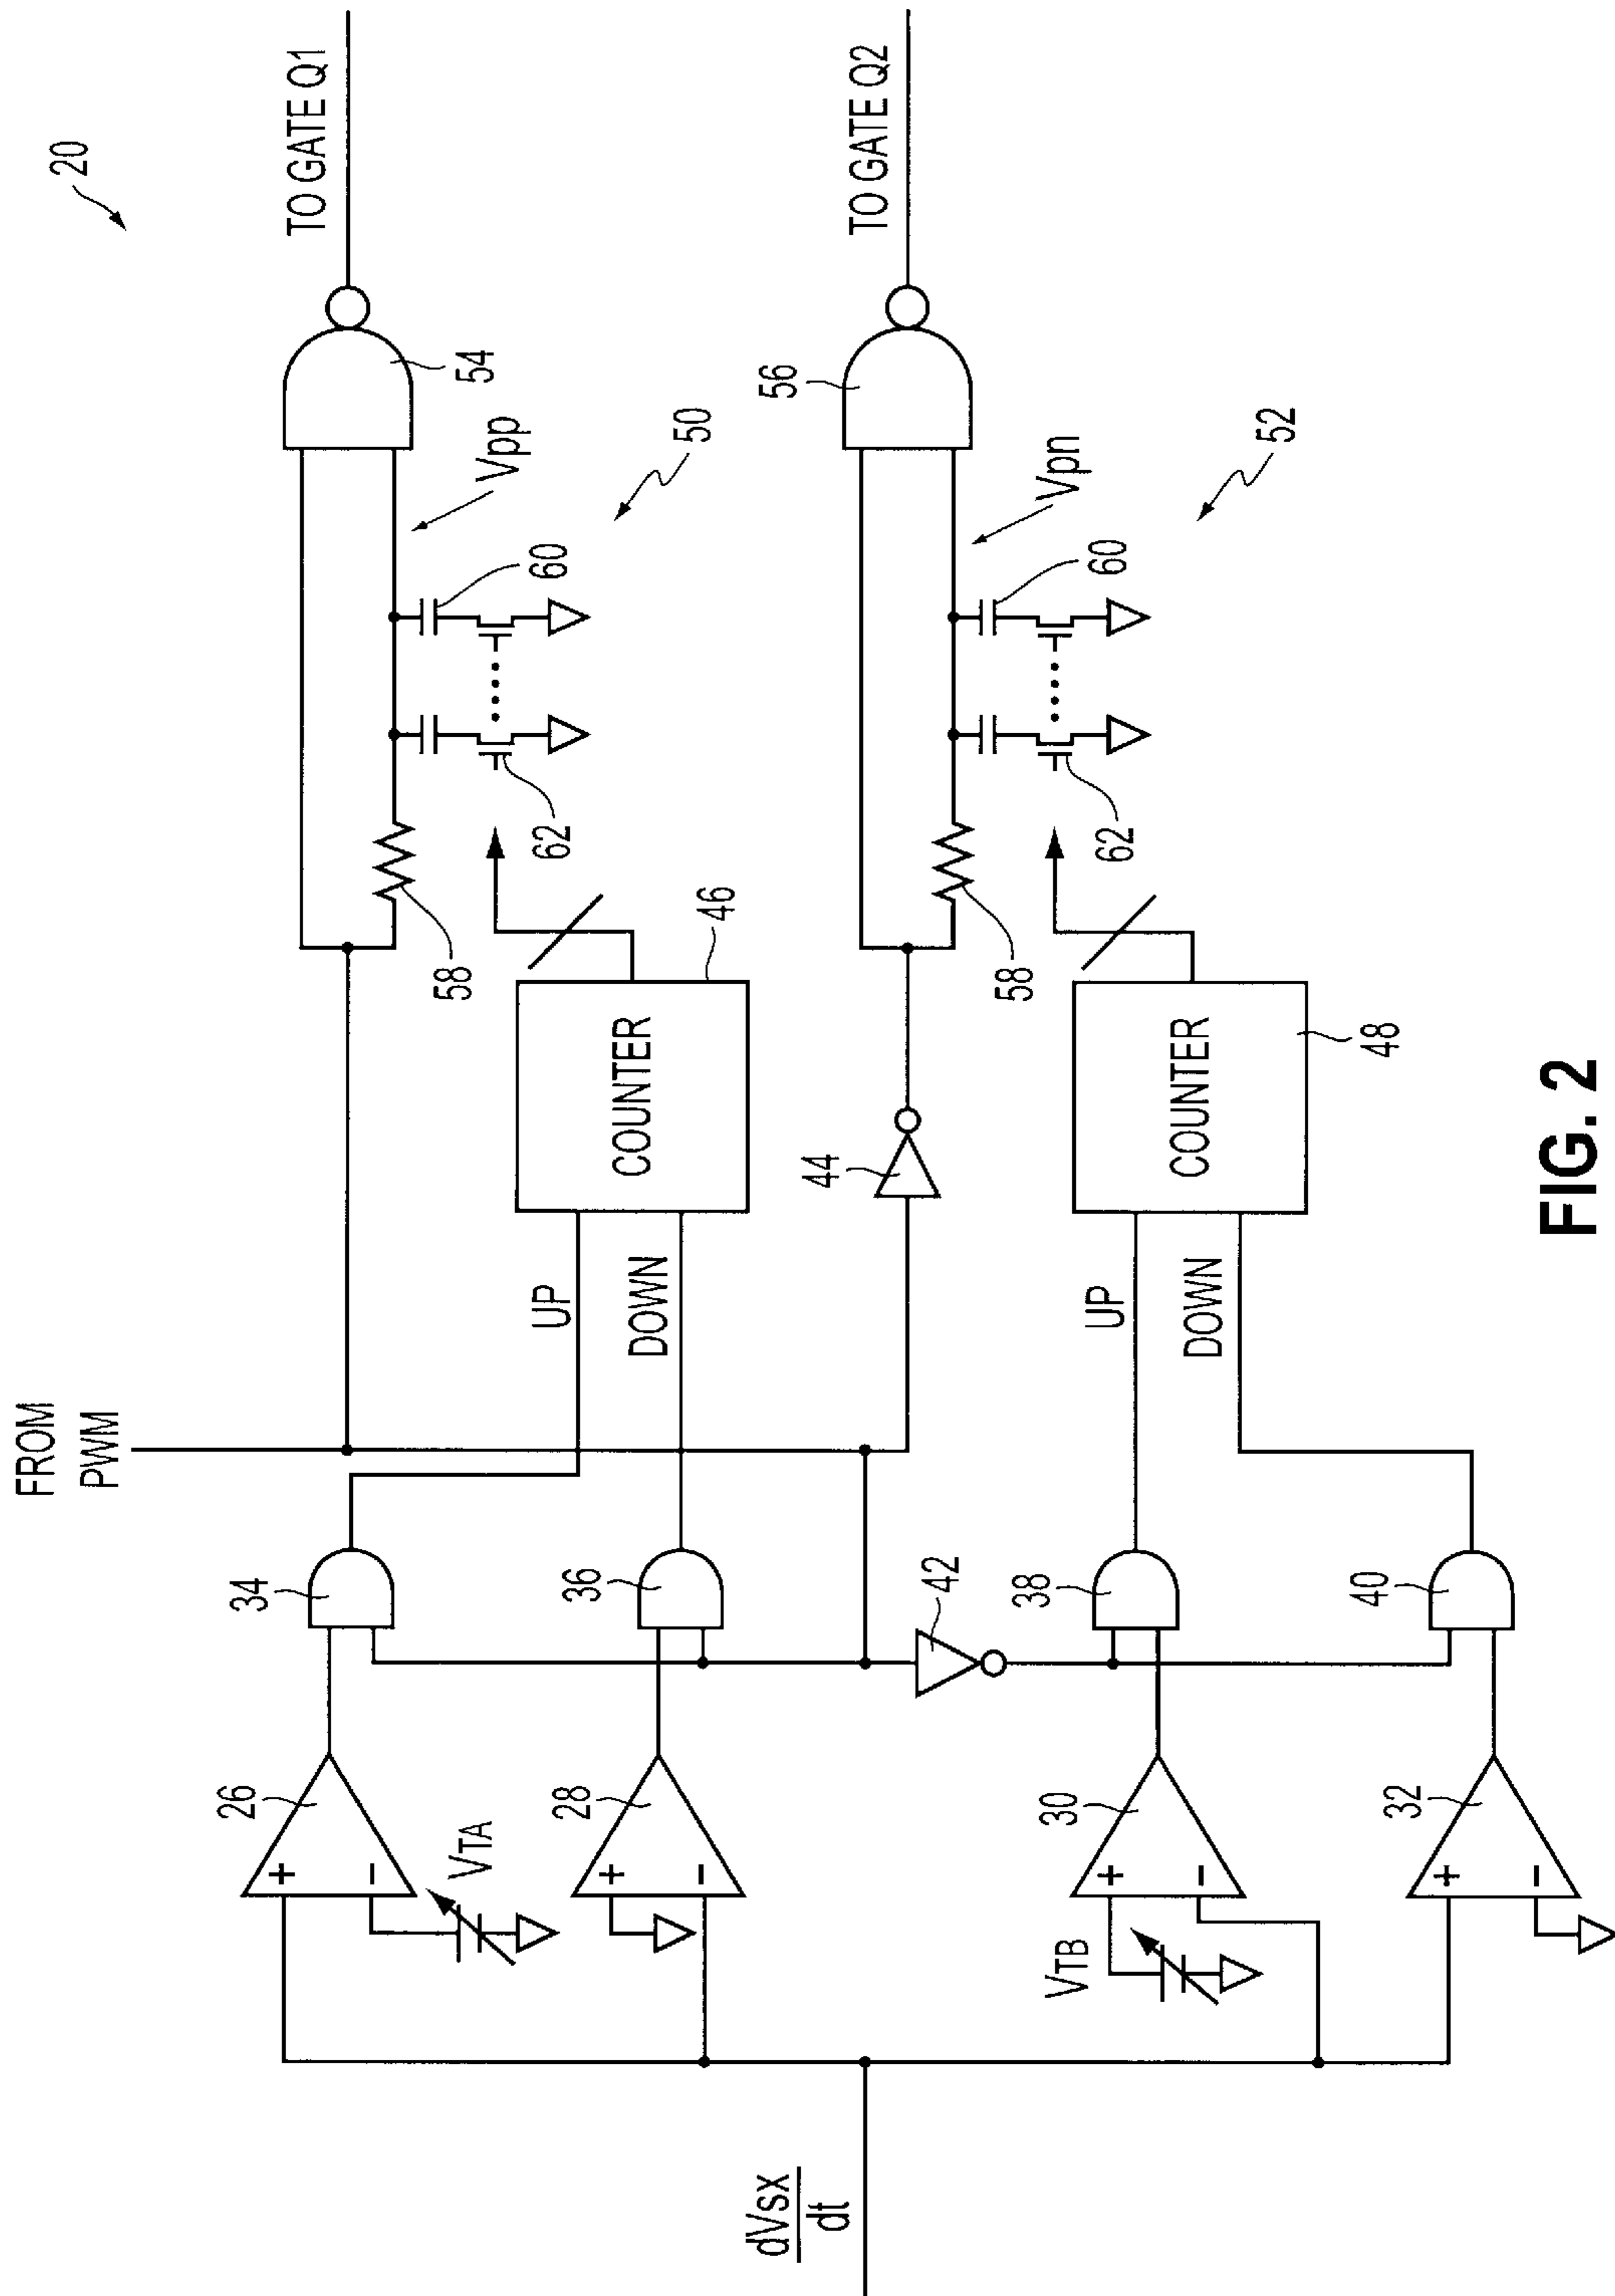 20
FROM
PWM
TO GATE Q1
54
Vpp
50
60
62
58
46
COUNTER
UP
DOWN
34
36
26
VTA
28
TO GATE Q2
56
Vpn
52
60
62
58
44
COUNTER
48
UP
DOWN
42
38
40
30
VTB
32
+
−
+
−
+
−
+
−
dVsx
dt
FIG. 2